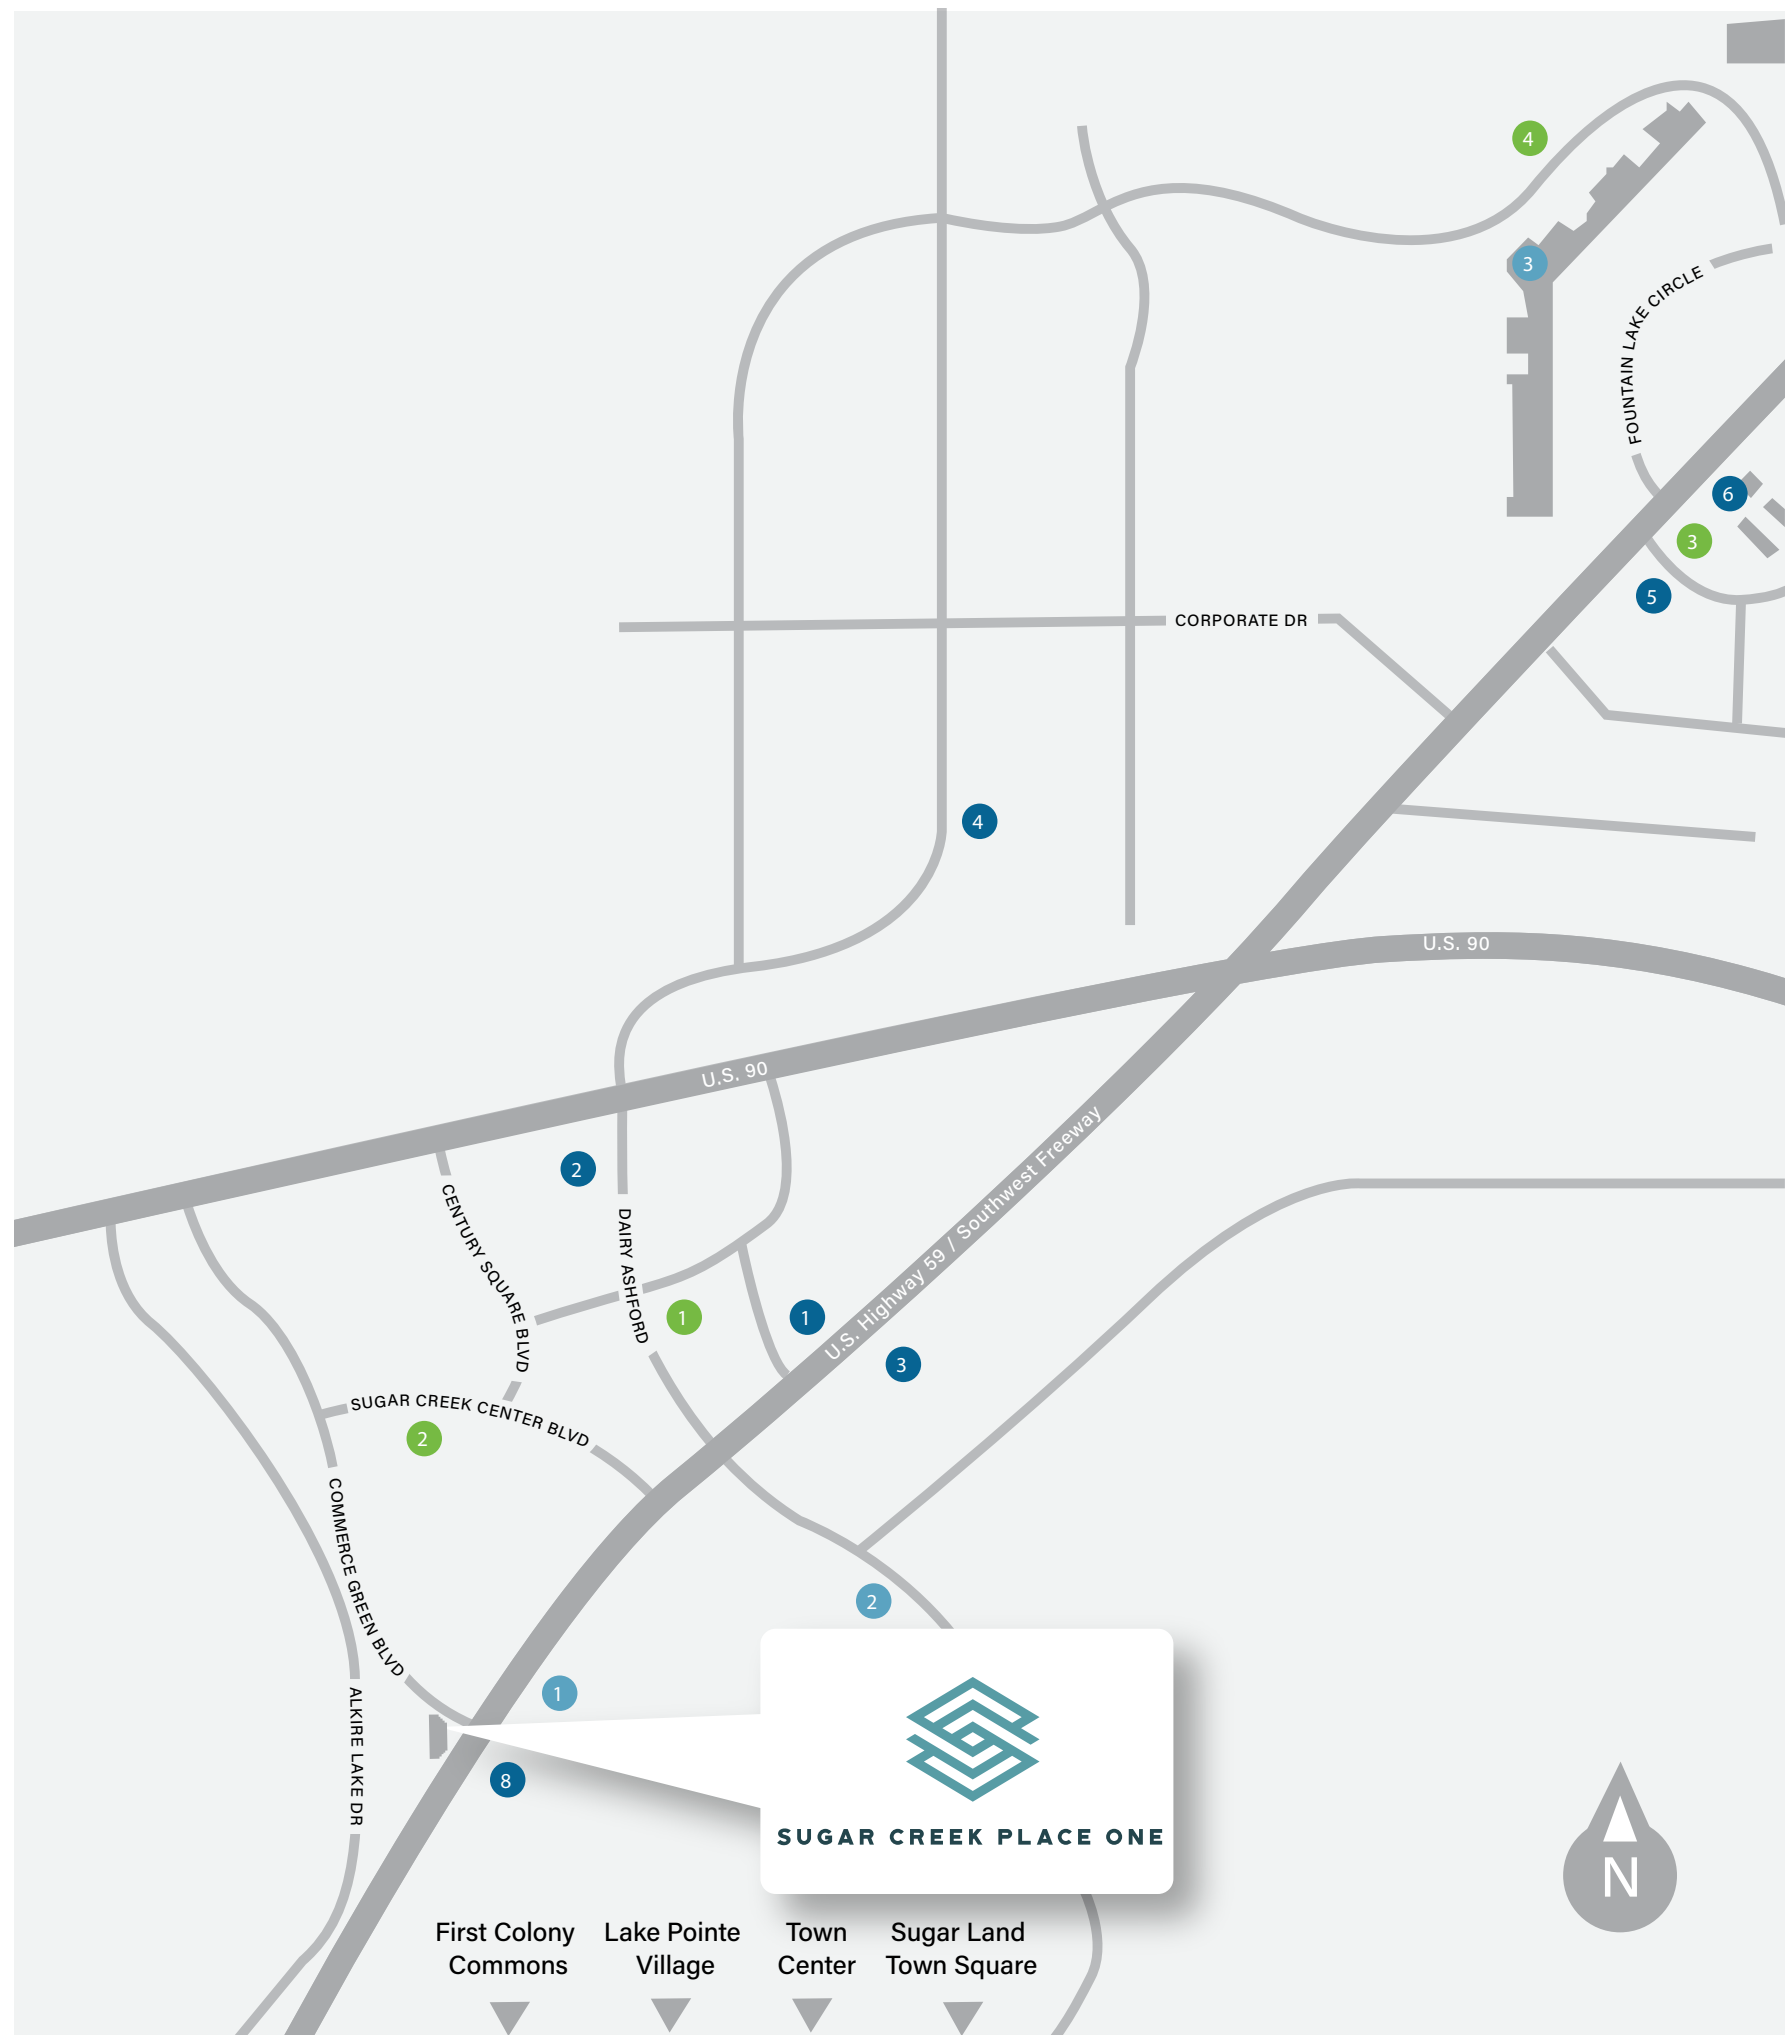 4
3
FOUNTAIN LAKE CIRCLE
6
3
5
CORPORATE DR
4
U.S. 90
U.S. 90
2
CENTURY SQUARE BLVD
DAIRY ASHFORD
U.S. Highway 59 / Southwest Freeway
1
1
3
SUGAR CREEK CENTER BLVD
2
COMMERCE GREEN BLVD
2
1
ALKIRE LAKE DR
8
SUGAR CREEK PLACE ONE
N
First Colony
Commons
Lake Pointe
Village
Town
Center
Sugar Land
Town Square